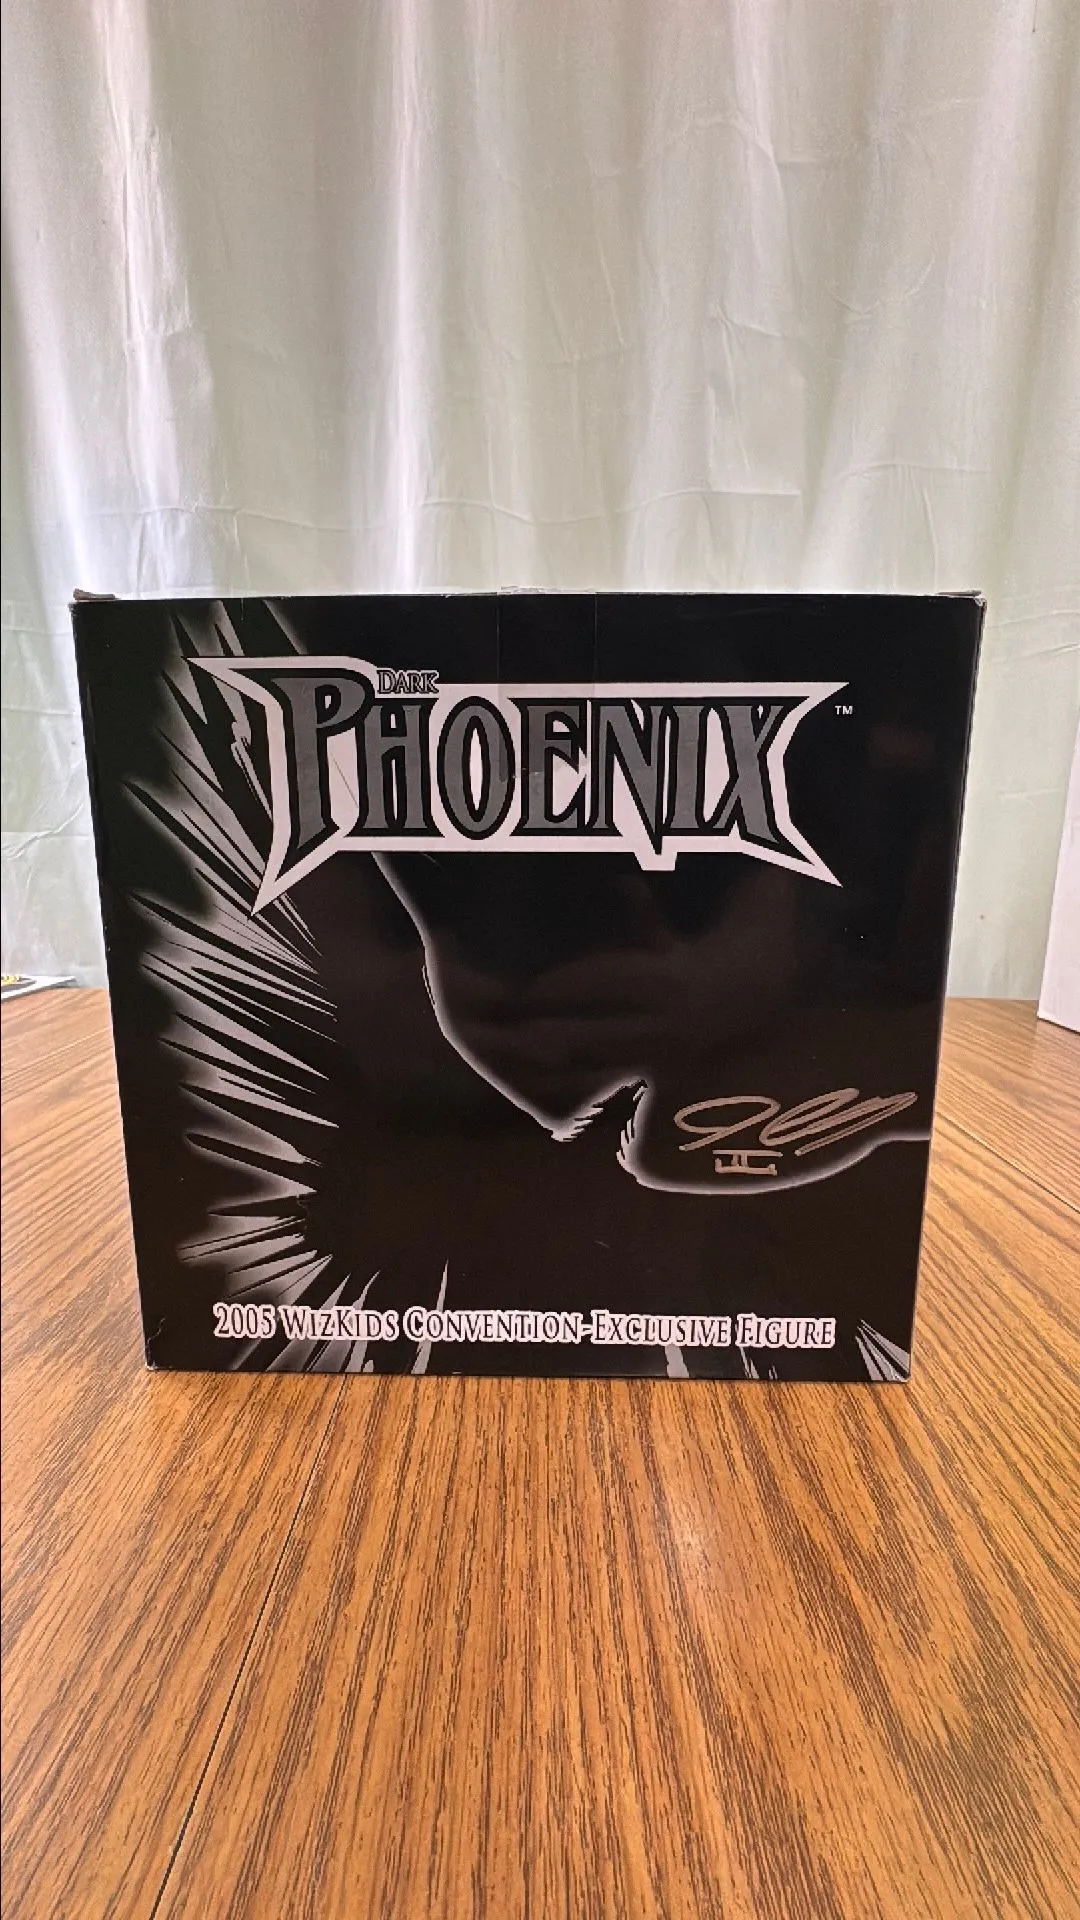 DARK
PHOENIX™
2005 WIZKIDS CONVENTION-EXCLUSIVE FIGURE